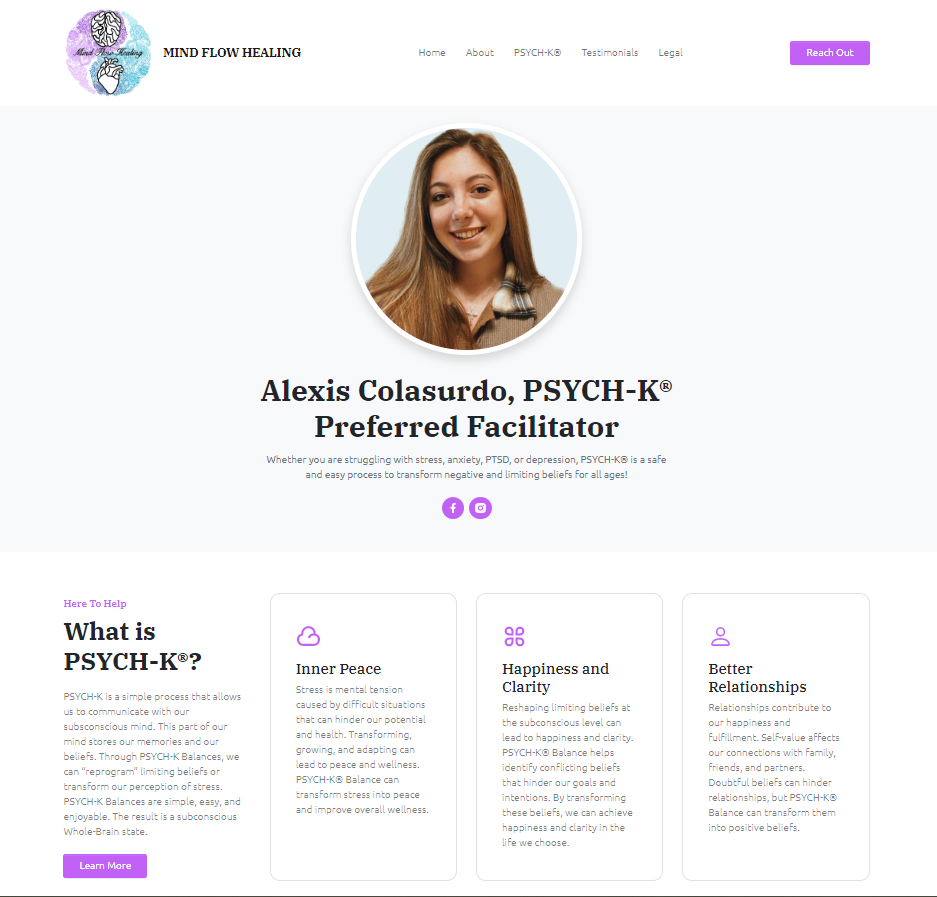 Mind Flow Healing
MIND FLOW HEALING
Home
About
PSYCH-K®
Testimonials
Legal
Reach Out
Alexis Colasurdo, PSYCH-K®
Preferred Facilitator
Whether you are struggling with stress, anxiety, PTSD, or depression, PSYCH-K® is a safe
and easy process to transform negative and limiting beliefs for all ages!
Here To Help
What is
PSYCH-K®?
PSYCH-K is a simple process that allows
us to communicate with our
subsconscious mind. This part of our
mind stores our memories and our
beliefs. Through PSYCH-K Balances, we
can “reprogram” limiting beliefs or
transform our perception of stress.
PSYCH-K Balances are simple, easy, and
enjoyable. The result is a subconscious
Whole-Brain state.
Learn More
Inner Peace
Stress is mental tension
caused by difficult situations
that can hinder our potential
and health. Transforming,
growing, and adapting can
lead to peace and wellness.
PSYCH-K® Balance can
transform stress into peace
and improve overall wellness.
Happiness and
Clarity
Reshaping limiting beliefs at
the subconscious level can
lead to happiness and clarity.
PSYCH-K® Balance helps
identify conflicting beliefs
that hinder our goals and
intentions. By transforming
these beliefs, we can achieve
happiness and clarity in the
life we choose.
Better
Relationships
Relationships contribute to
our happiness and
fulfillment. Self-value affects
our connections with family,
friends, and partners.
Doubtful beliefs can hinder
relationships, but PSYCH-K®
Balance can transform them
into positive beliefs.